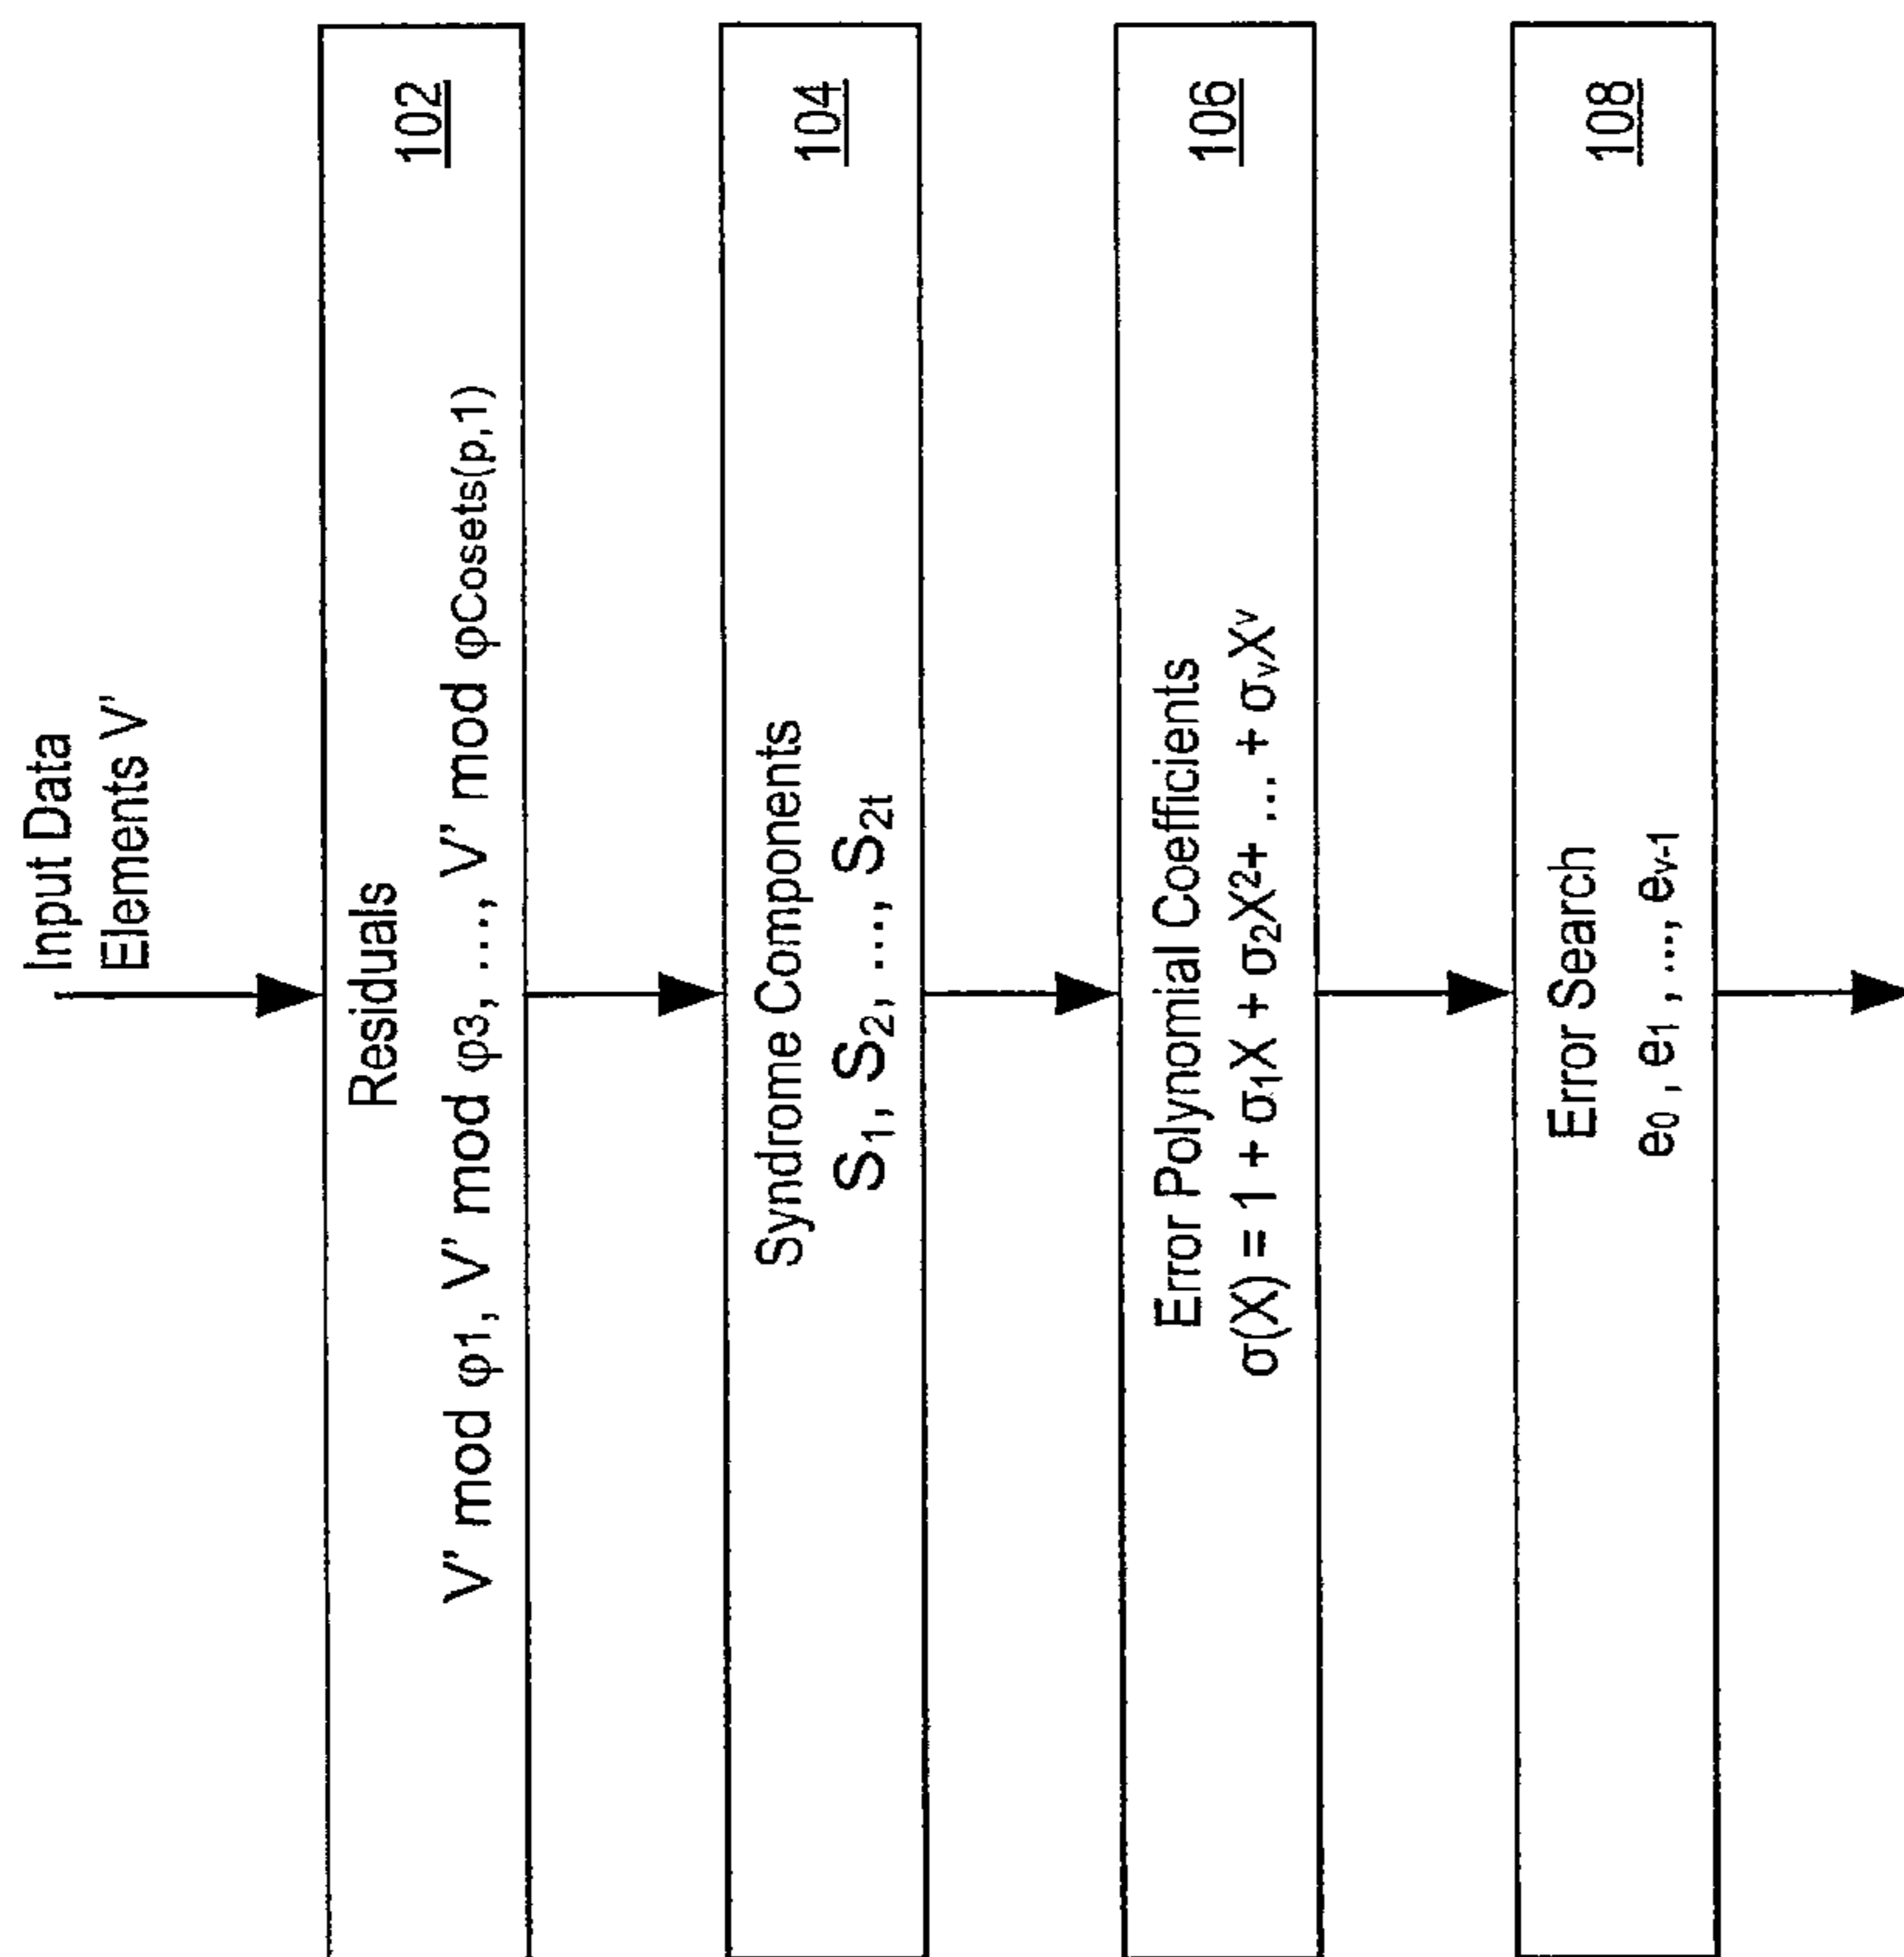 Input Data
Elements V'
Residuals
102
V' mod φ1, V' mod φ3, ..., V' mod φCosets(p,1)
Syndrome Components
104
S₁, S₂, ..., S₂ₜ
Error Polynomial Coefficients
106
σ(X) = 1 + σ₁X + σ₂X²+ ... + σᵥXᵛ
Error Search
108
e₀ , e₁ , ..., eᵥ₋₁